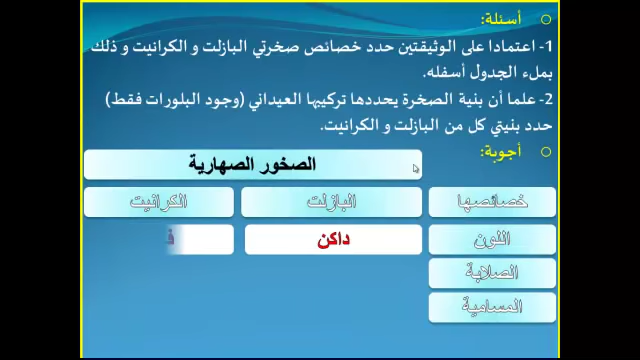 أسئلة:
1- اعتمادا على الوثيقتين حدد خصائص صخرتي البازلت و الكرانيت و ذلك
بملء الجدول أسفله.
2- علما أن بنية الصخرة يحددها تركيبها العيداني (وجود البلورات فقط)
حدد بنيتي كل من البازلت و الكرانيت.
أجوبة:
الصخور الصهارية
خصائصها البازلت الكرانيت
اللون داكن
الصلابة
المسامية